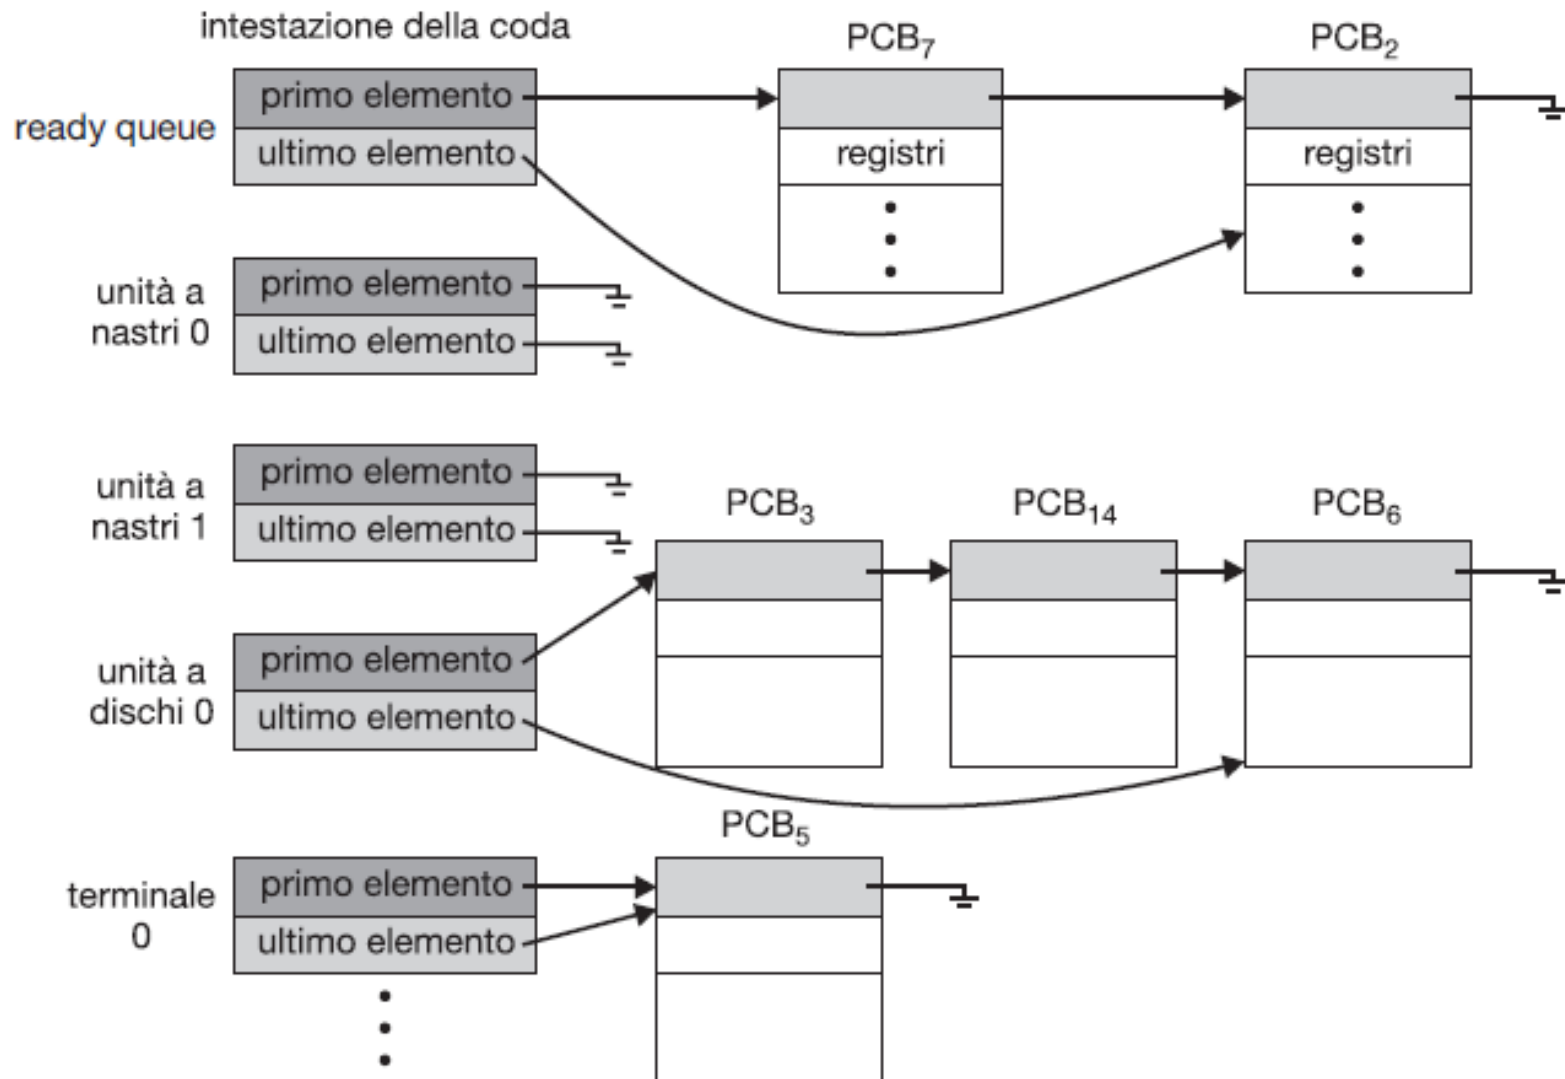 intestazione della coda
PCB₇
PCB₂
ready queue
primo elemento
ultimo elemento
registri
registri
unità a
nastri 0
primo elemento
ultimo elemento
unità a
nastri 1
primo elemento
ultimo elemento
PCB₃
PCB₁₄
PCB₆
unità a
dischi 0
primo elemento
ultimo elemento
PCB₅
terminale
0
primo elemento
ultimo elemento